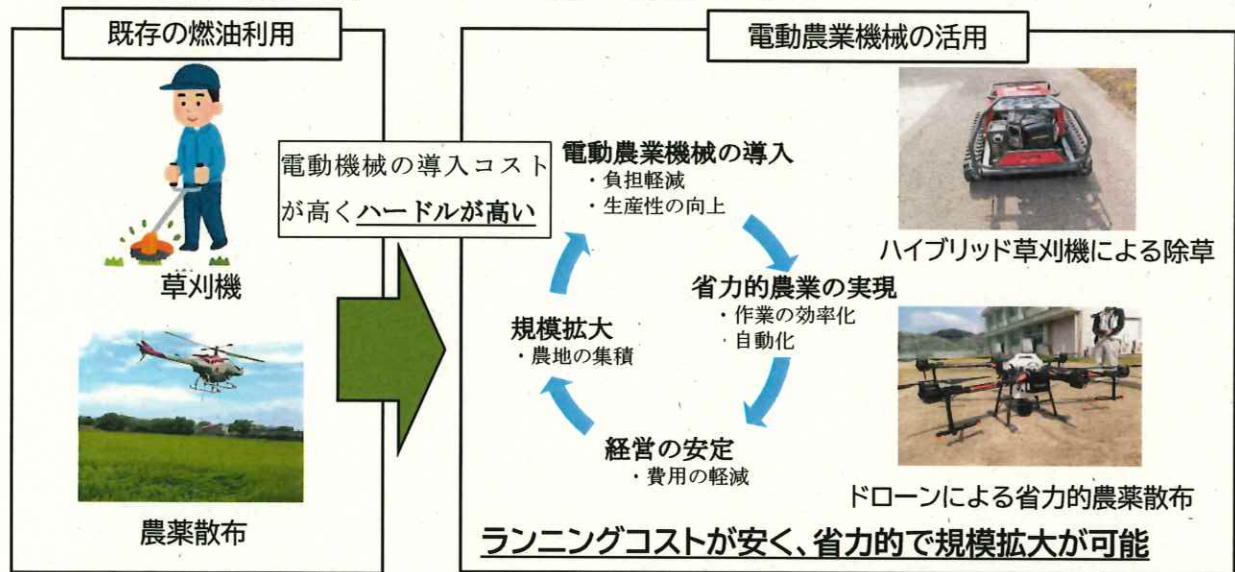 既存の燃油利用
草刈機
農薬散布
電動機械の導入コスト
が高くハードルが高い
電動農業機械の活用
電動農業機械の導入
・負担軽減
・生産性の向上
省力的農業の実現
・作業の効率化
・自動化
経営の安定
・費用の軽減
規模拡大
・農地の集積
ハイブリッド草刈機による除草
ドローンによる省力的農薬散布
ランニングコストが安く、省力的で規模拡大が可能